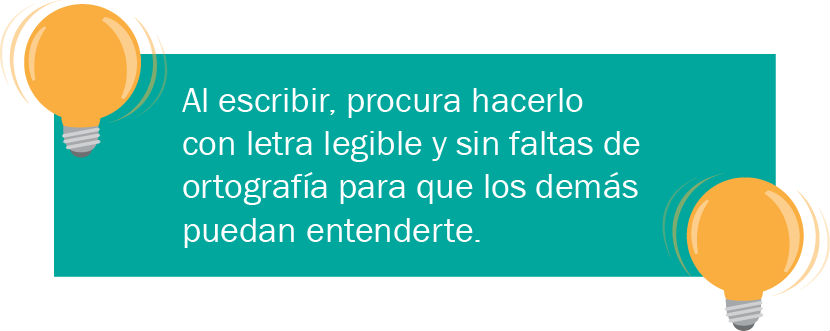 Al escribir, procura hacerlo
con letra legible y sin faltas de
ortografía para que los demás
puedan entenderte.